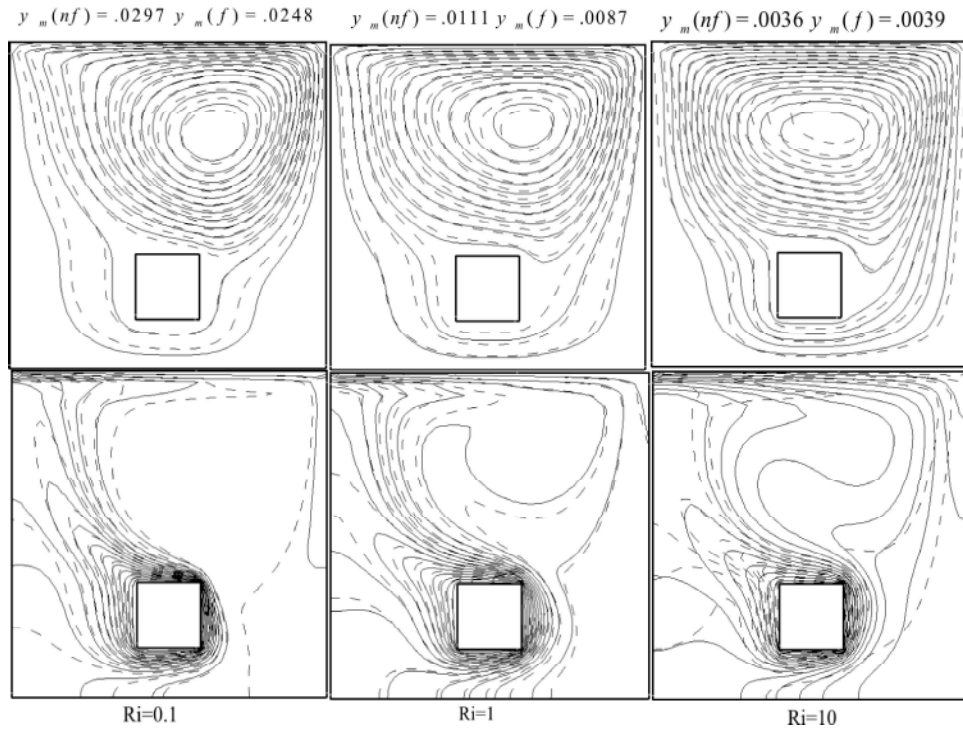 y m (nf) = .0297 y m (f) = .0248
y m (nf) = .0111 y m (f) = .0087
y m (nf) = .0036 y m (f) = .0039
Ri=0.1
Ri=1
Ri=10